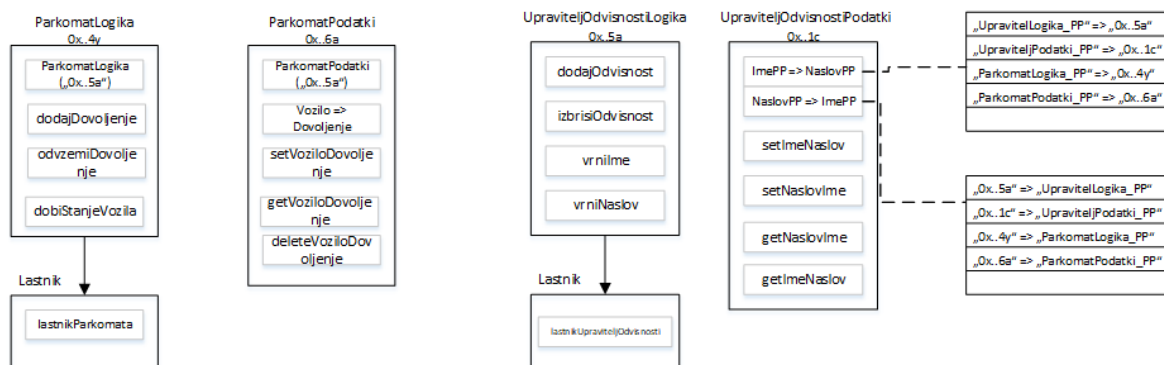 ParkomatLogika
0x..4y
ParkomatLogika
(„0x..5a“)
dodajDovoljenje
odvzemiDovolje
nje
dobiStanjeVozila
Lastnik
lastnikParkomata
ParkomatPodatki
0x..6a
ParkomatPodatki
(„0x..5a“)
Vozilo =>
Dovoljenje
setVoziloDovolje
nje
getVoziloDovolje
nje
deleteVoziloDov
oljenje
UpraviteljOdvisnostiLogika
0x..5a
dodajOdvisnost
izbrisiOdvisnost
vrniIme
vrniNaslov
Lastnik
lastnikUpraviteljOdvisnosti
UpraviteljOdvisnostiPodatki
0x..1c
ImePP => NaslovPP
NaslovPP => ImePP
setImeNaslov
setNaslovIme
getNaslovIme
getImeNaslov
„UpravitelLogika_PP“ => „0x..5a“
„UpraviteljPodatki_PP“ => „0x..1c“
„ParkomatLogika_PP“ => „0x..4y“
„ParkomatPodatki_PP“ => „0x..6a“
„0x..5a“ => „UpravitelLogika_PP“
„0x..1c“ => „UpraviteljPodatki_PP“
„0x..4y“ => „ParkomatLogika_PP“
„0x..6a“ => „ParkomatPodatki_PP“